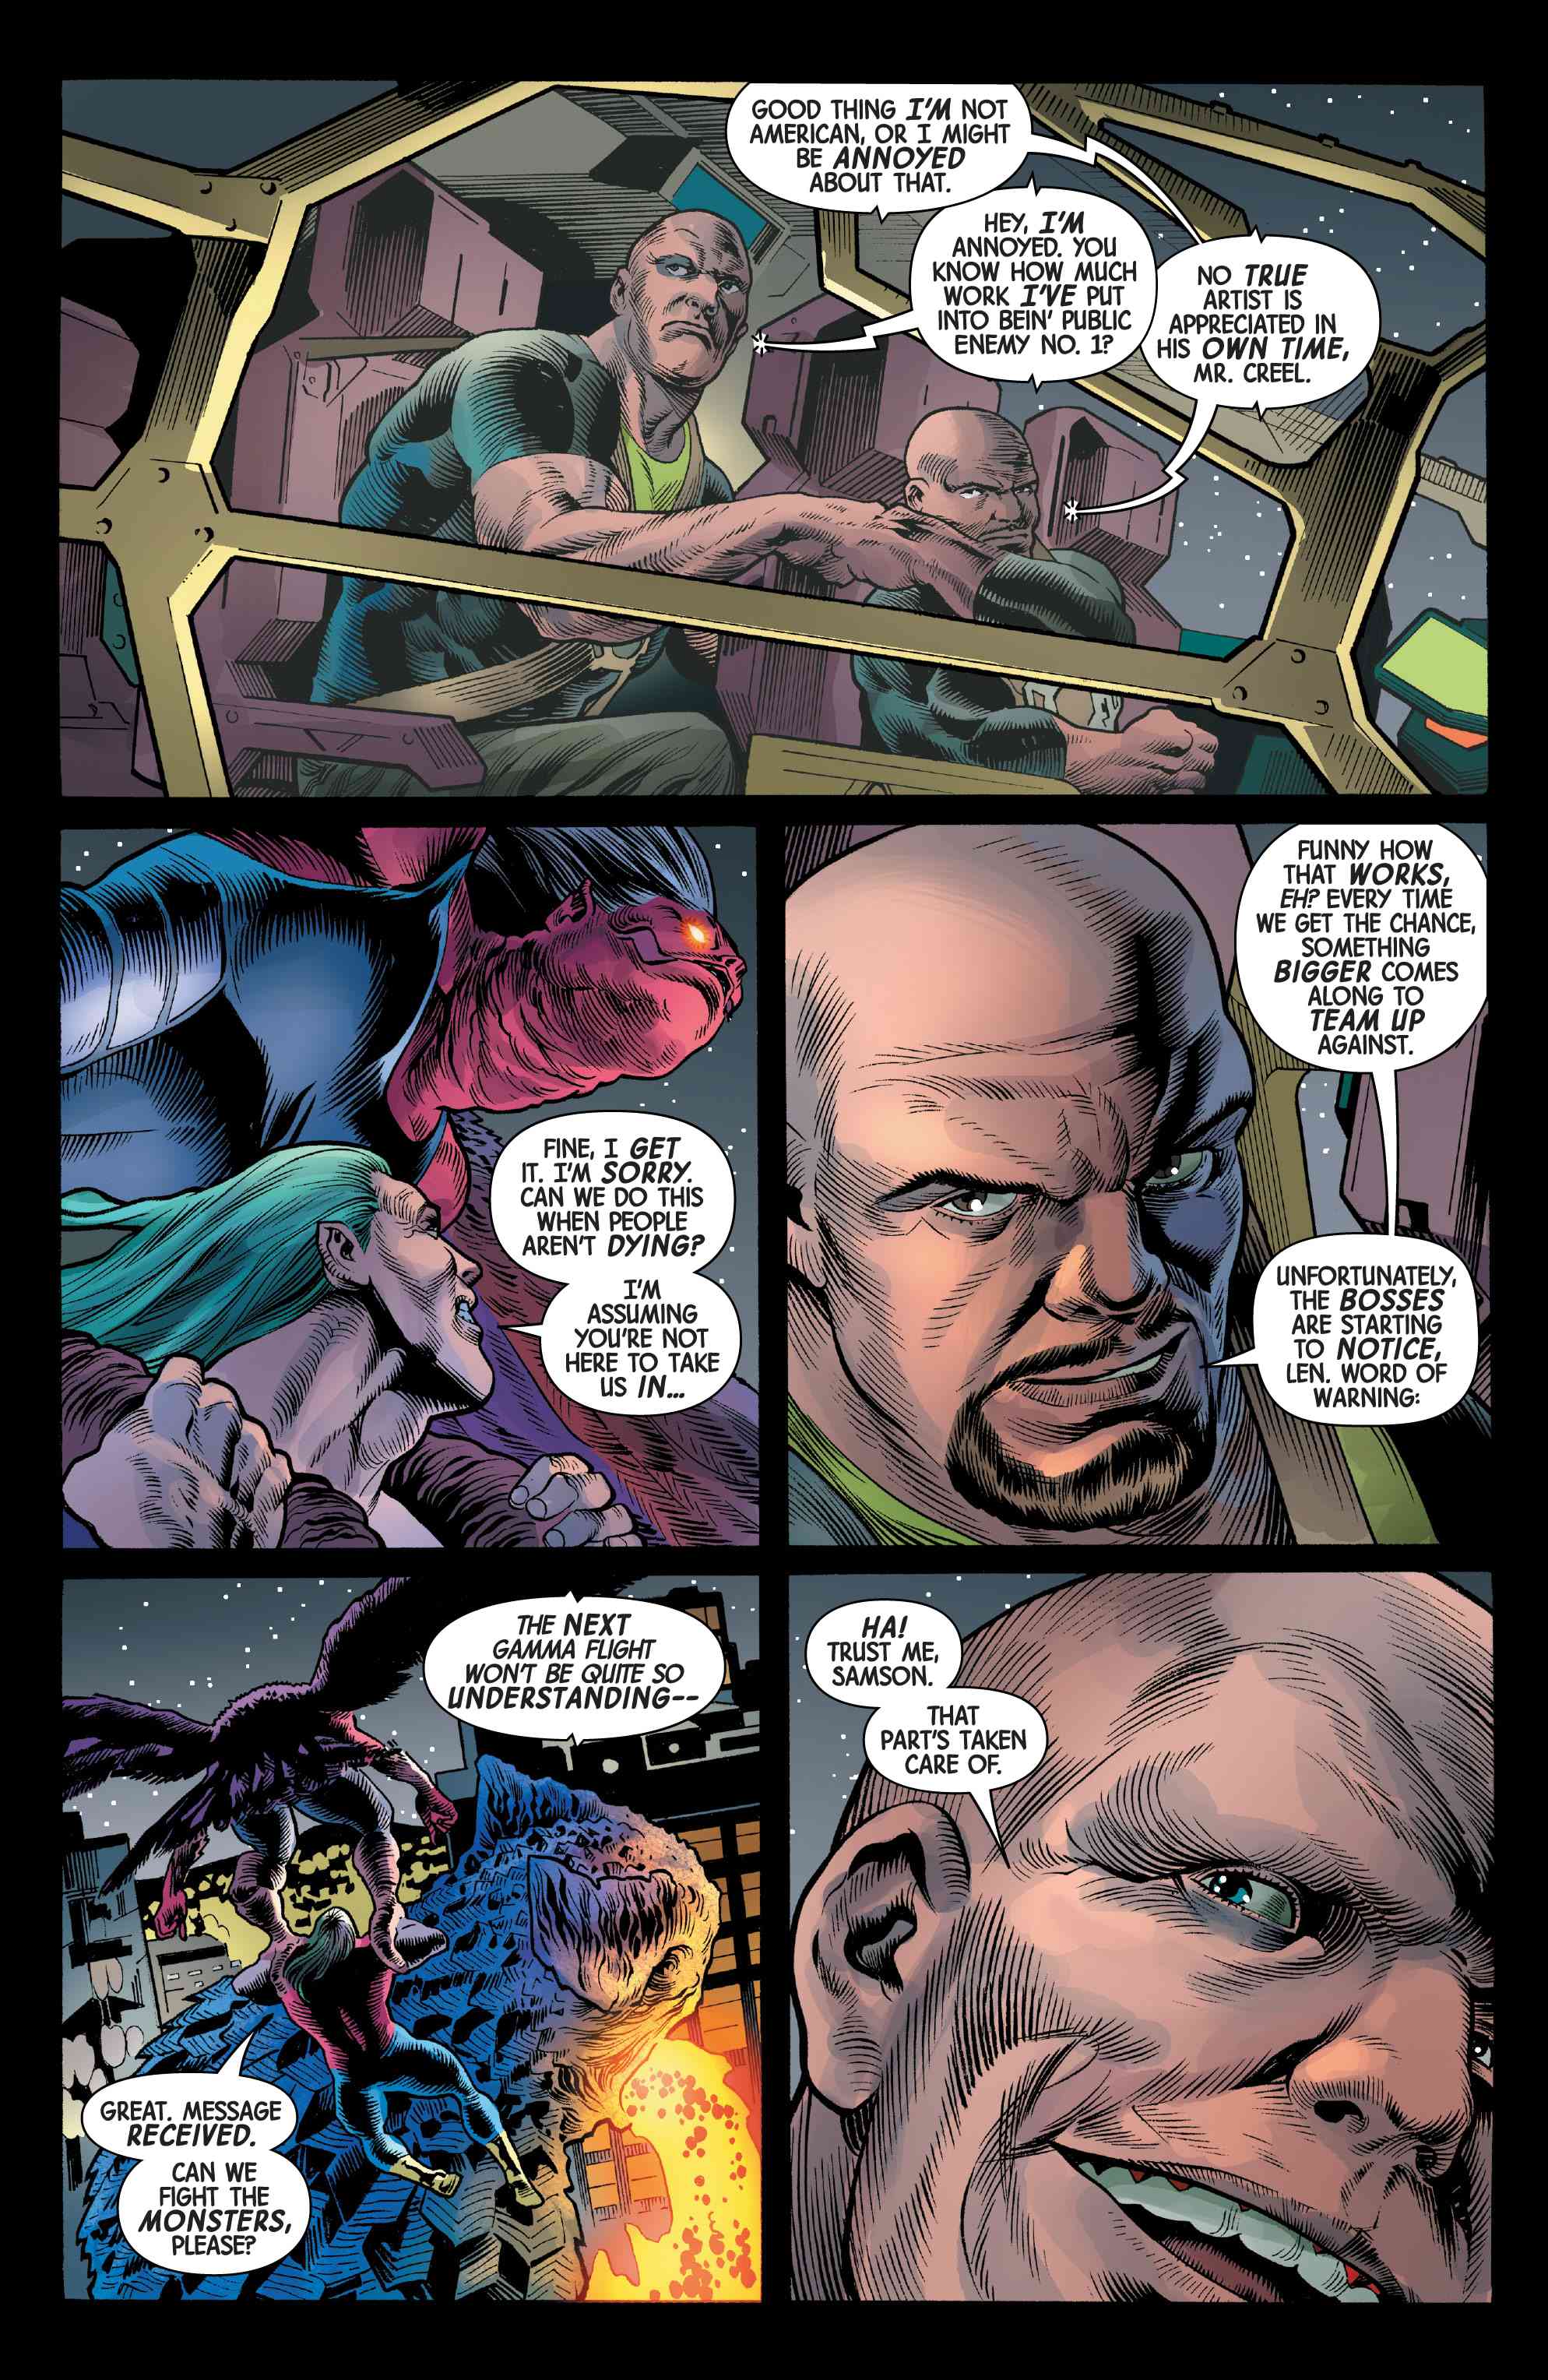 GOOD THING I'M NOT
AMERICAN, OR I MIGHT
BE ANNOYED
ABOUT THAT.
HEY, I'M
ANNOYED. YOU
KNOW HOW MUCH
WORK I'VE PUT
INTO BEIN' PUBLIC
ENEMY NO. 1?
NO TRUE
ARTIST IS
APPRECIATED IN
HIS OWN TIME,
MR. CREEL.
FINE, I GET
IT. I'M SORRY.
CAN WE DO THIS
WHEN PEOPLE
AREN'T DYING?
I'M
ASSUMING
YOU'RE NOT
HERE TO TAKE
US IN...
FUNNY HOW
THAT WORKS,
EH? EVERY TIME
WE GET THE CHANCE,
SOMETHING
BIGGER COMES
ALONG TO
TEAM UP
AGAINST.
UNFORTUNATELY,
THE BOSSES
ARE STARTING
TO NOTICE,
LEN. WORD OF
WARNING:
THE NEXT
GAMMA FLIGHT
WON'T BE QUITE SO
UNDERSTANDING--
GREAT. MESSAGE
RECEIVED.
CAN WE
FIGHT THE
MONSTERS,
PLEASE?
HA!
TRUST ME,
SAMSON.
THAT
PART'S TAKEN
CARE OF.